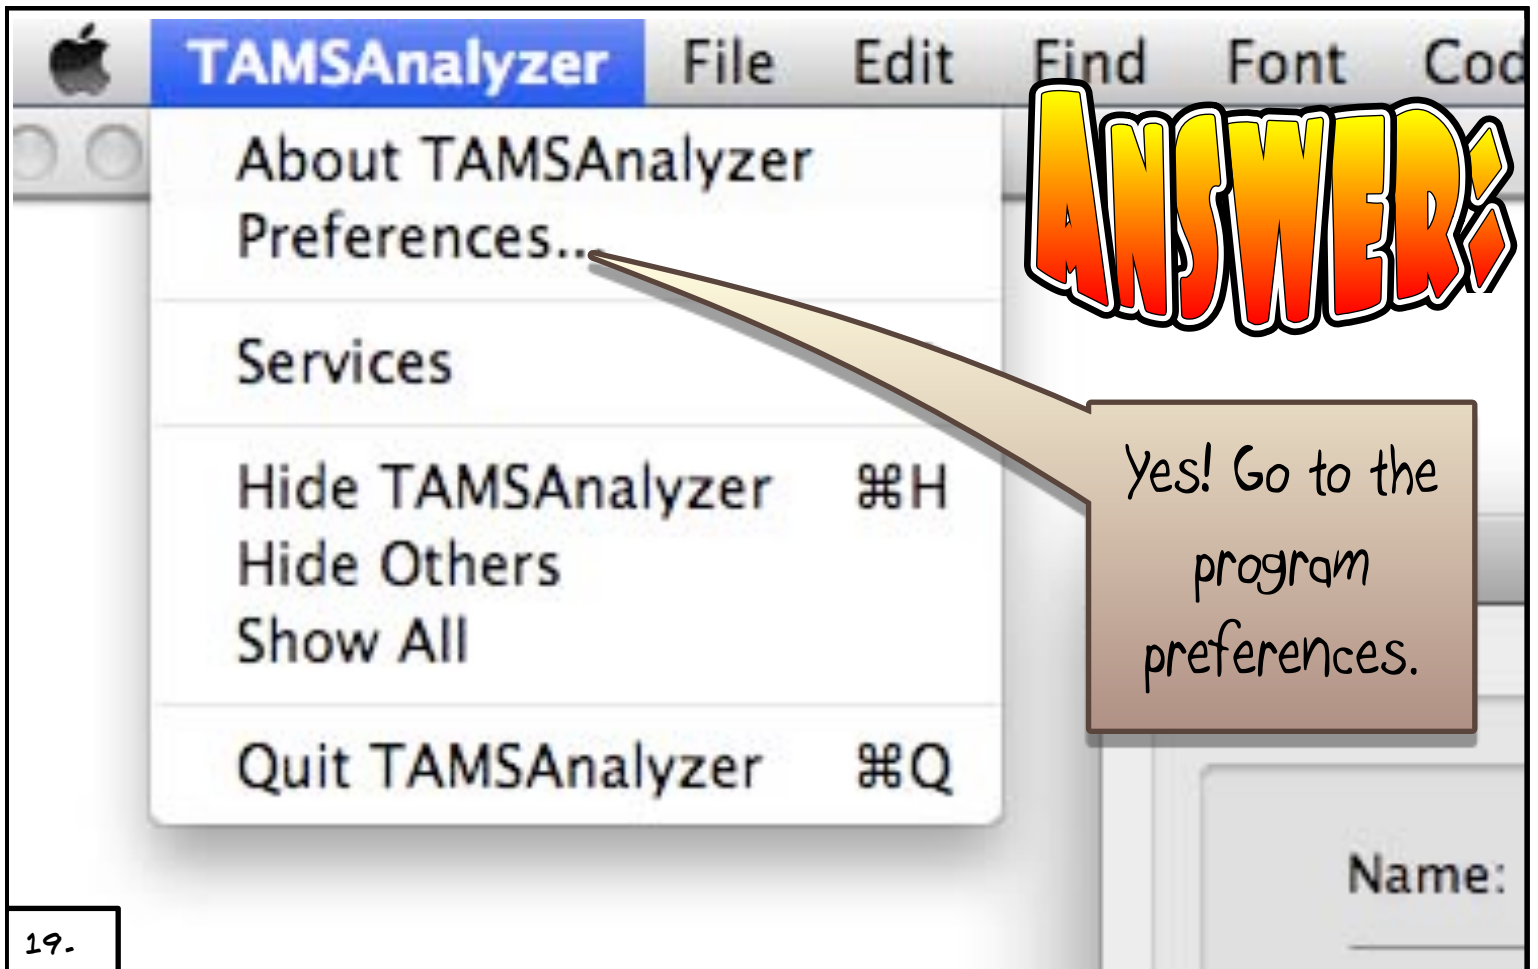 TAMSAnalyzer File Edit Find Font Cod
ANSWER:
About TAMSAnalyzer
Preferences...
Services
Hide TAMSAnalyzer ⌘H
Hide Others
Show All
Quit TAMSAnalyzer ⌘Q
Yes! Go to the
program
preferences.
Name:
19-